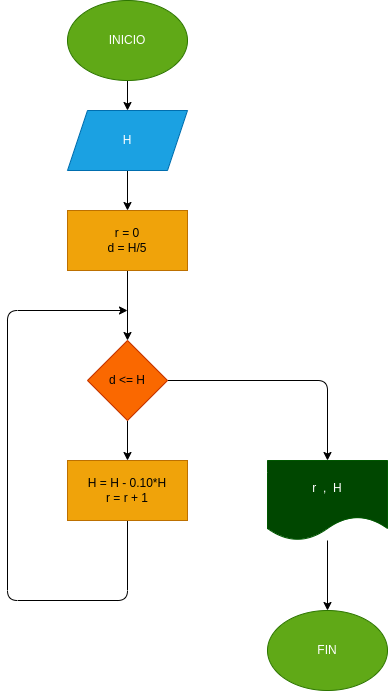 INICIO
H
r = 0
d = H/5
d <= H
H = H - 0.10*H
r = r + 1
r , H
FIN